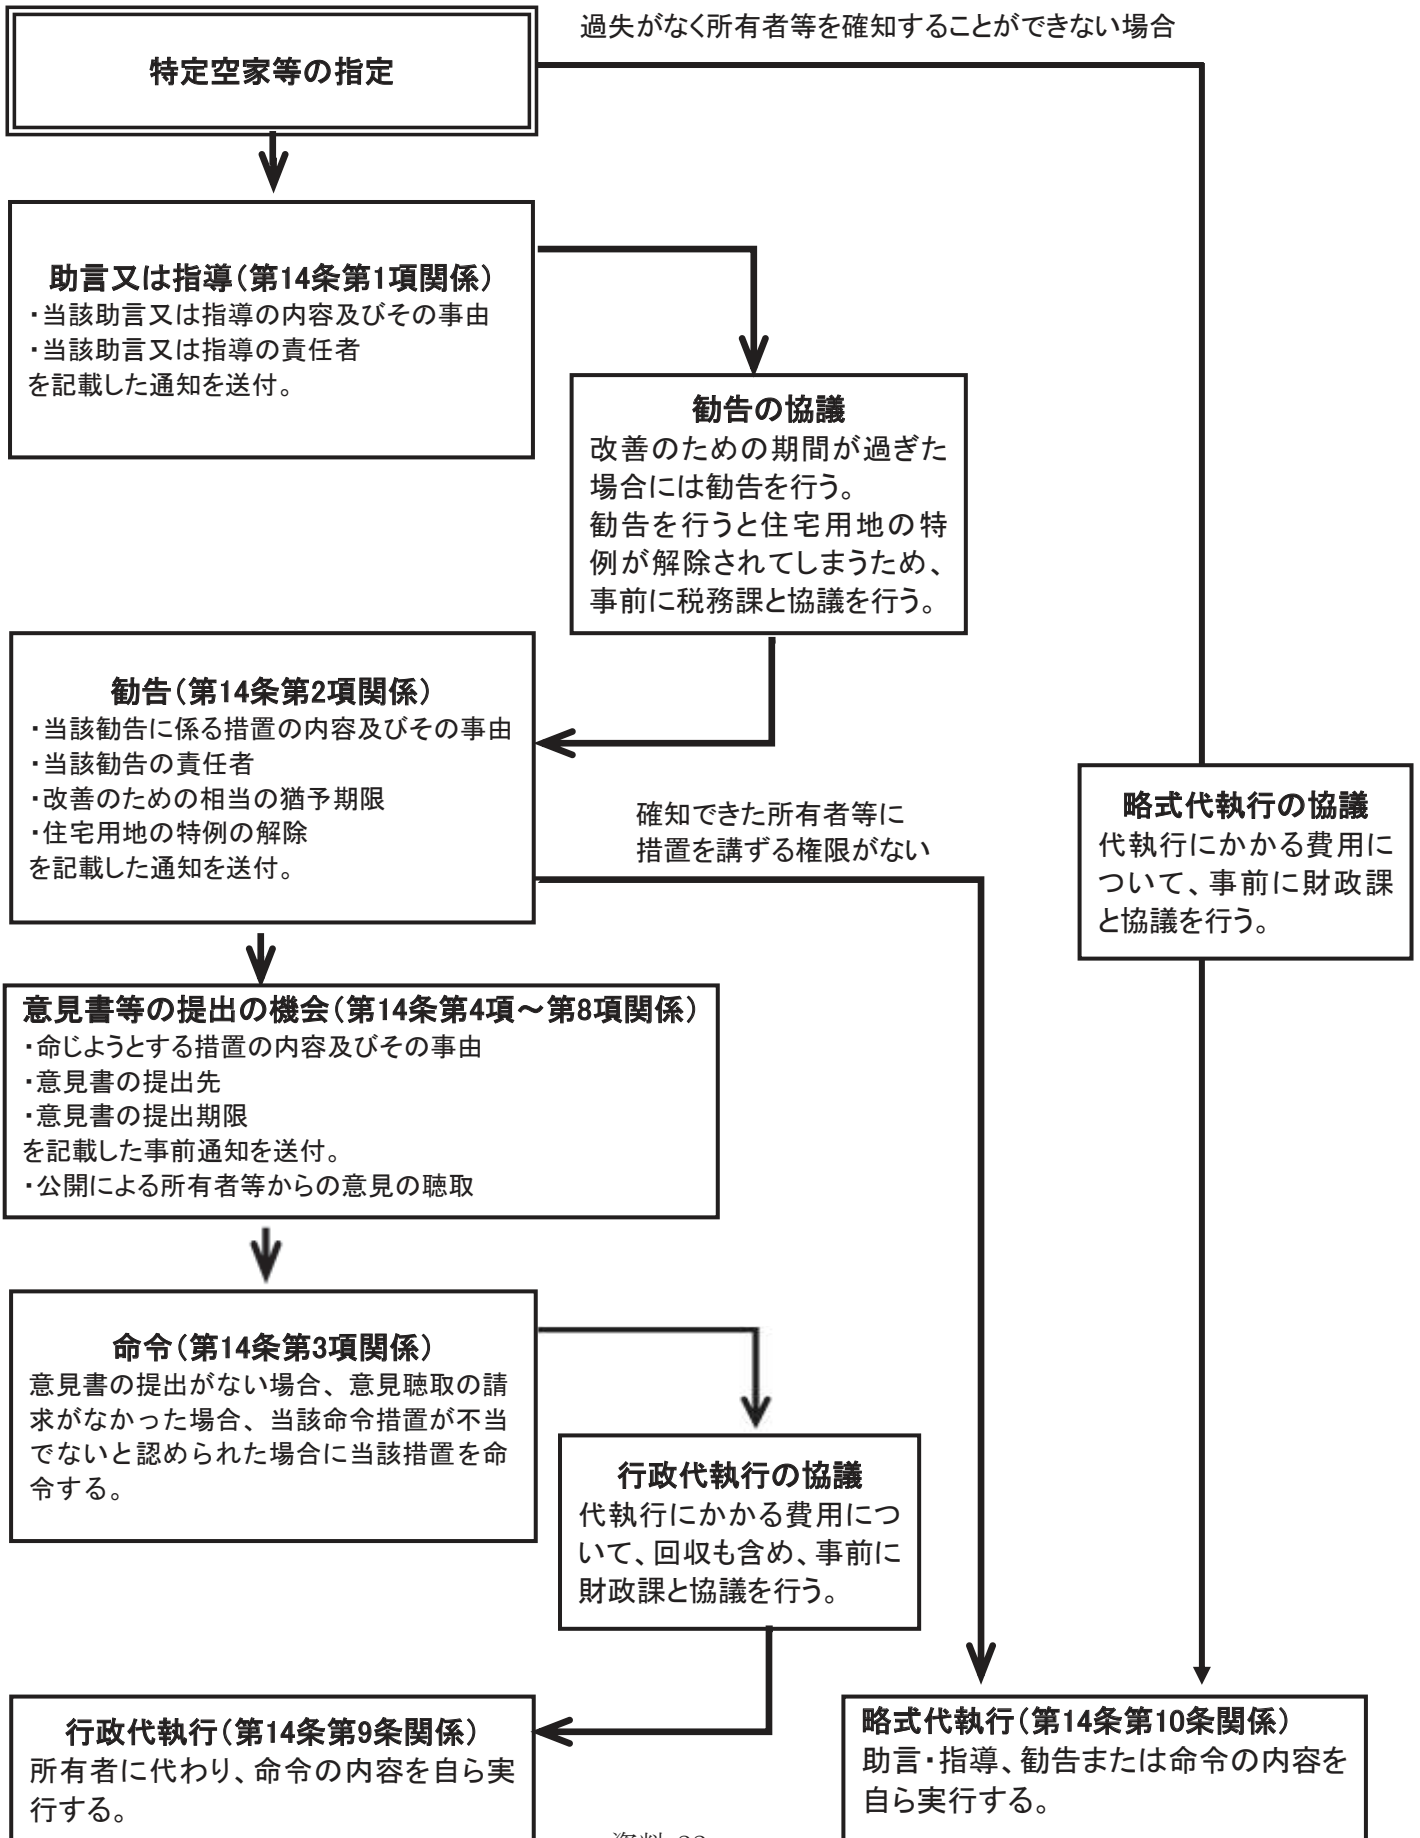 過失がなく所有者等を確知することができない場合
特定空家等の指定
助言又は指導(第14条第1項関係)
・当該助言又は指導の内容及びその事由
・当該助言又は指導の責任者
を記載した通知を送付。
勧告の協議
改善のための期間が過ぎた
場合には勧告を行う。
勧告を行うと住宅用地の特
例が解除されてしまうため、
事前に税務課と協議を行う。
勧告(第14条第2項関係)
・当該勧告に係る措置の内容及びその事由
・当該勧告の責任者
・改善のための相当の猶予期限
・住宅用地の特例の解除
を記載した通知を送付。
確知できた所有者等に
措置を講ずる権限がない
略式代執行の協議
代執行にかかる費用に
ついて、事前に財政課
と協議を行う。
意見書等の提出の機会(第14条第4項～第8項関係)
・命じようとする措置の内容及びその事由
・意見書の提出先
・意見書の提出期限
を記載した事前通知を送付。
・公開による所有者等からの意見の聴取
命令(第14条第3項関係)
意見書の提出がない場合、意見聴取の請
求がなかった場合、当該命令措置が不当
でないと認められた場合に当該措置を命
令する。
行政代執行の協議
代執行にかかる費用につ
いて、回収も含め、事前に
財政課と協議を行う。
行政代執行(第14条第9条関係)
所有者に代わり、命令の内容を自ら実
行する。
略式代執行(第14条第10条関係)
助言・指導、勧告または命令の内容を
自ら実行する。